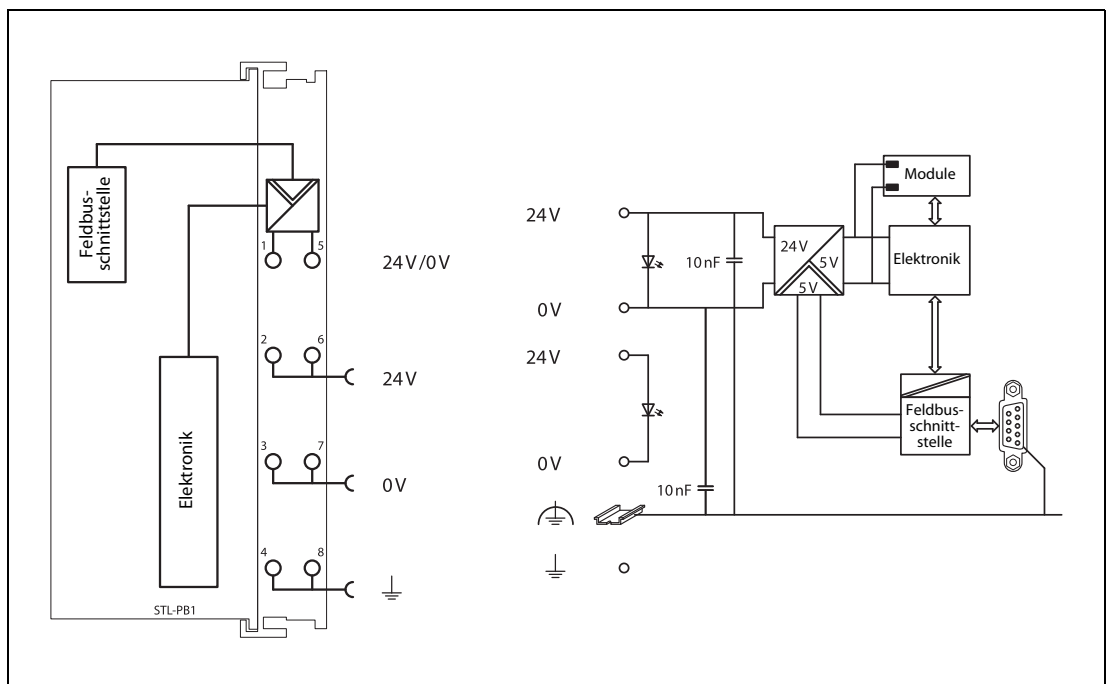 Feldbus-
schnittstelle
Elektronik
STL-PB1
1
5
24V/0V
2
6
24V
3
7
0V
4
8
24V
0V
24V
0V
10nF
10nF
24V
5V
5V
Module
Elektronik
Feldbus-
schnitt-
stelle